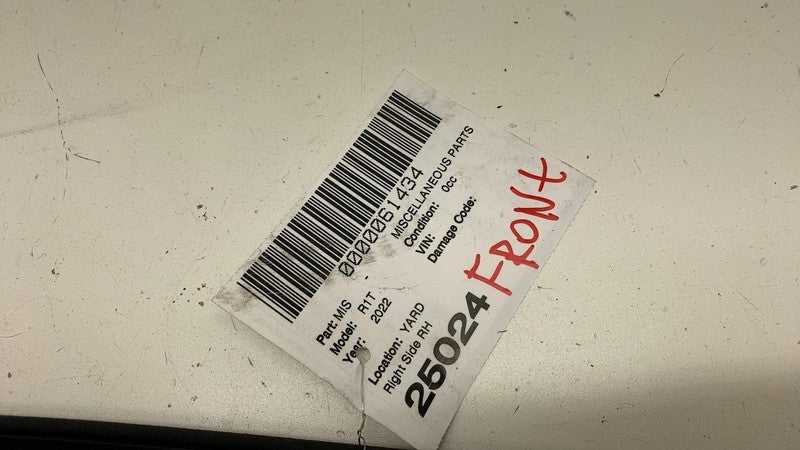 0000061434
MISCELLANEOUS PARTS
Part: MIS
Condition: 0cc
Model: R1T
VIN:
Year: 2022
Damage Code:
Location: YARD
Right Side RH
25024
FRONt